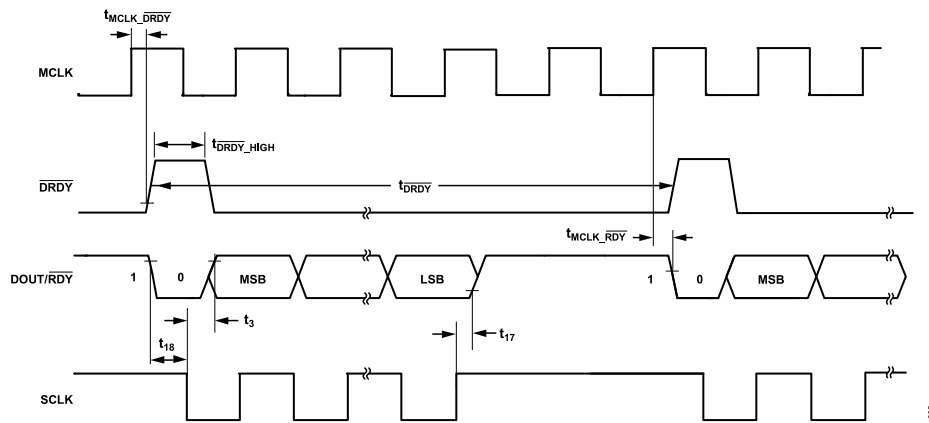 tMCLK_DRDY
MCLK
tDRDY_HIGH
DRDY
tDRDY
tMCLK_RDY
DOUT/RDY
1
0
MSB
LSB
1
0
MSB
t3
t17
t18
SCLK